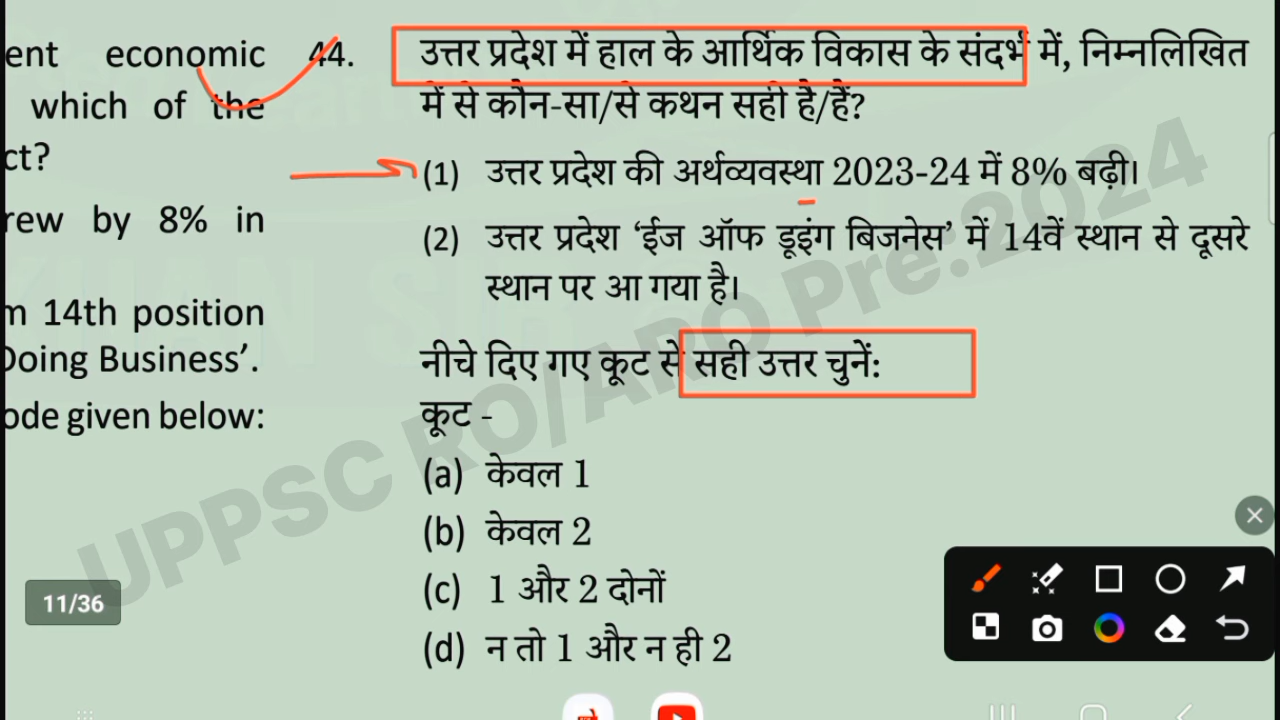 ent economic
which of the
ct?
rew by 8% in
m 14th position
Doing Business’.
ode given below:
44. उत्तर प्रदेश में हाल के आर्थिक विकास के संदर्भ में, निम्नलिखित
में से कौन-सा/से कथन सही है/हैं?
(1) उत्तर प्रदेश की अर्थव्यवस्था 2023-24 में 8% बढ़ी।
(2) उत्तर प्रदेश ‘ईज ऑफ डूइंग बिजनेस’ में 14वें स्थान से दूसरे
स्थान पर आ गया है।
नीचे दिए गए कूट से सही उत्तर चुनें:
कूट -
(a) केवल 1
(b) केवल 2
(c) 1 और 2 दोनों
(d) न तो 1 और न ही 2
UPPSC RO/ARO Pre.2024
11/36